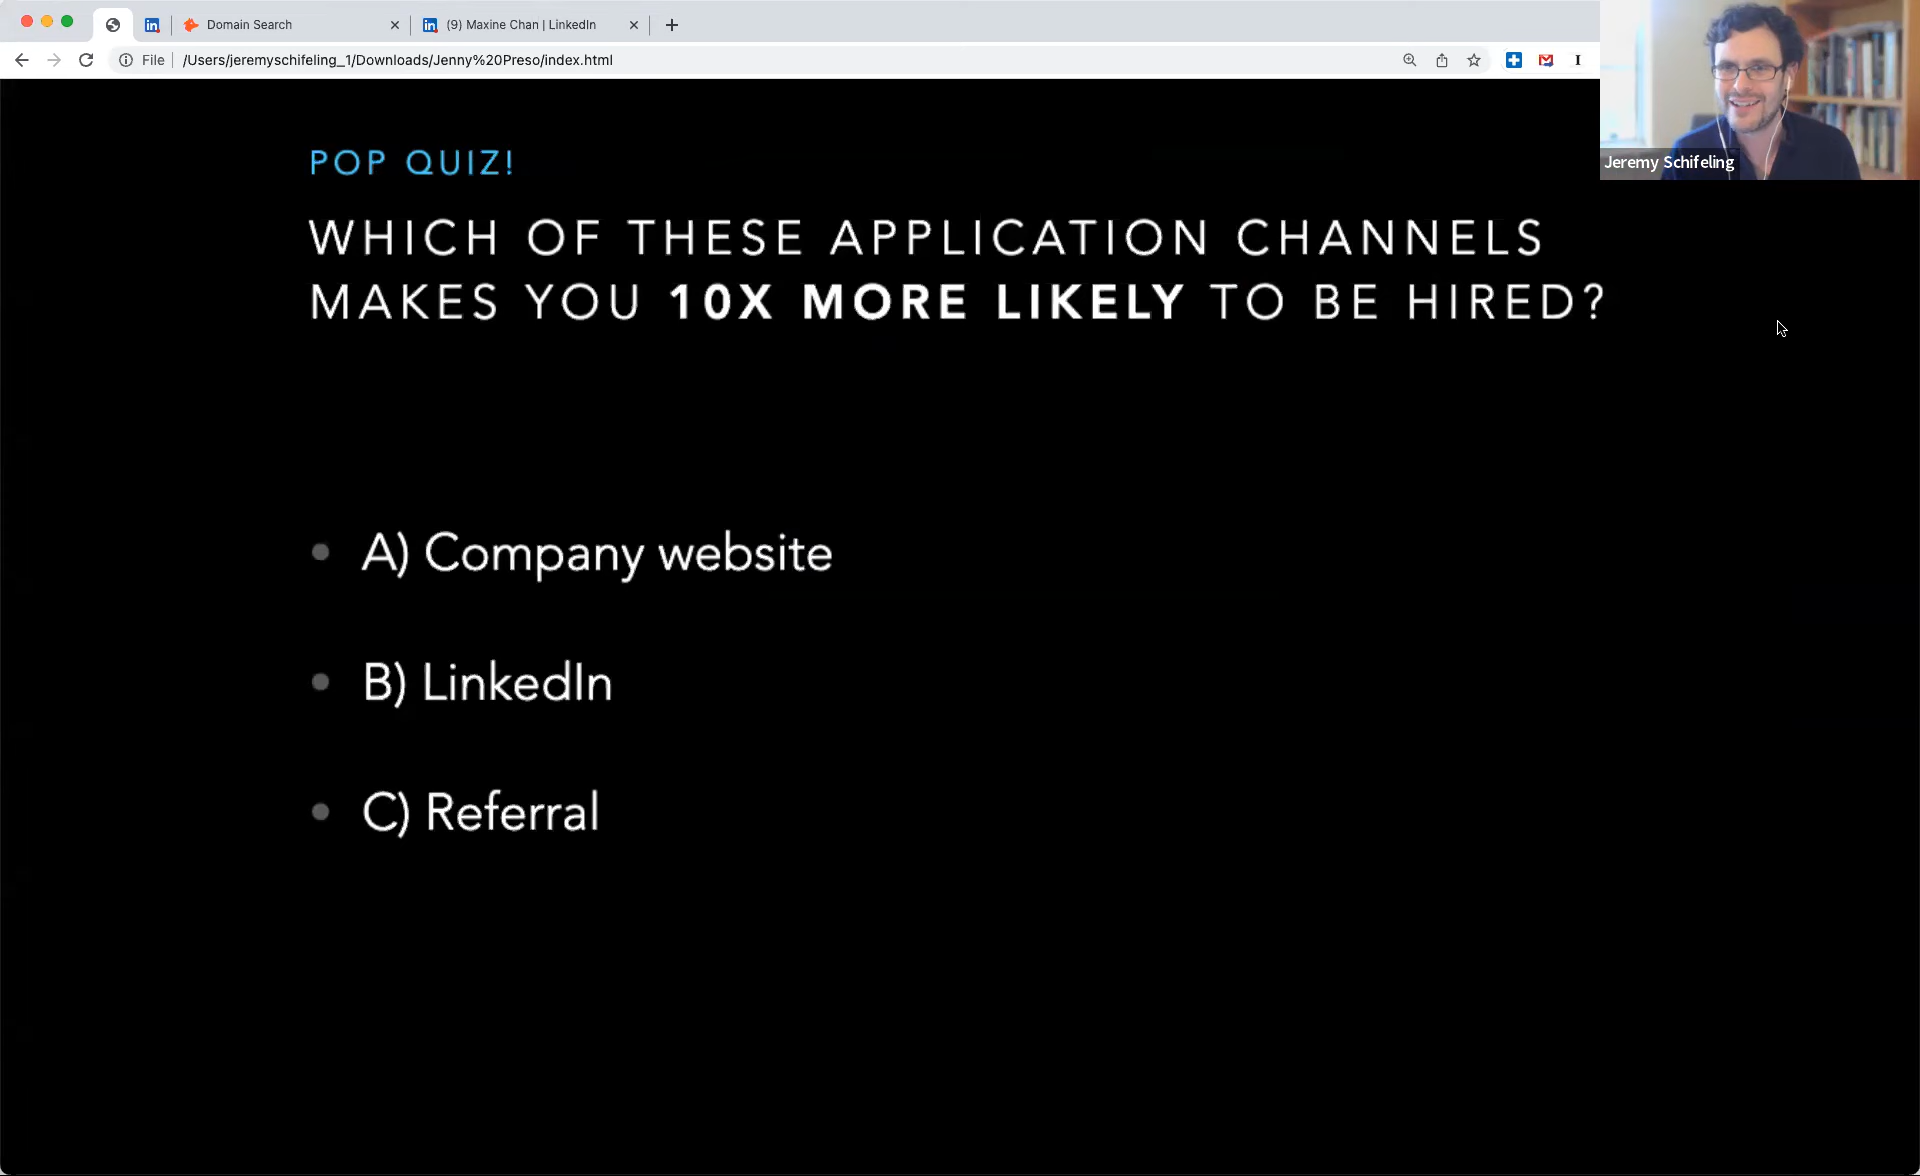 Domain Search
(9) Maxine Chan | LinkedIn
File
/Users/jeremyschifeling_1/Downloads/Jenny%20Preso/index.html
Jeremy Schifeling
POP QUIZ!
WHICH OF THESE APPLICATION CHANNELS
MAKES YOU 10X MORE LIKELY TO BE HIRED?
A) Company website
B) LinkedIn
C) Referral